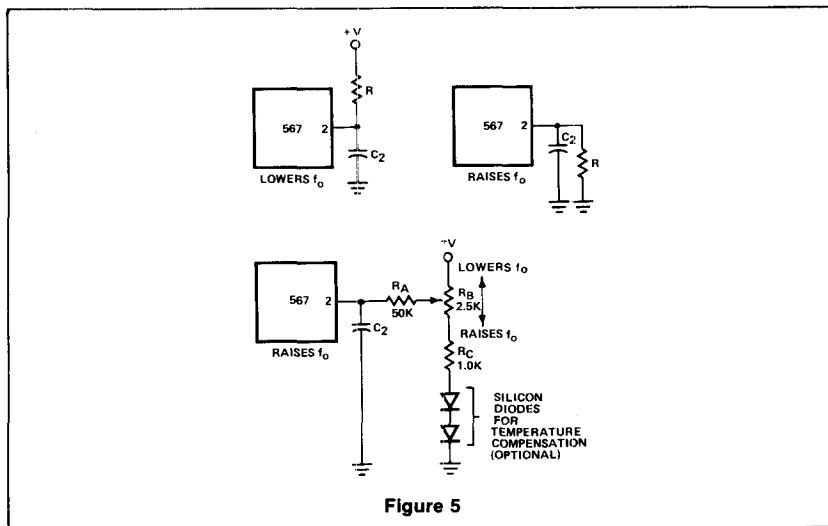 +V
R
567 2
C2
LOWERS fo
567 2
C2
R
RAISES fo
+V
LOWERS fo
RA
50K
RB
2.5K
567 2
C2
RAISES fo
RAISES fo
RC
1.0K
SILICON
DIODES
FOR
TEMPERATURE
COMPENSATION
(OPTIONAL)
Figure 5